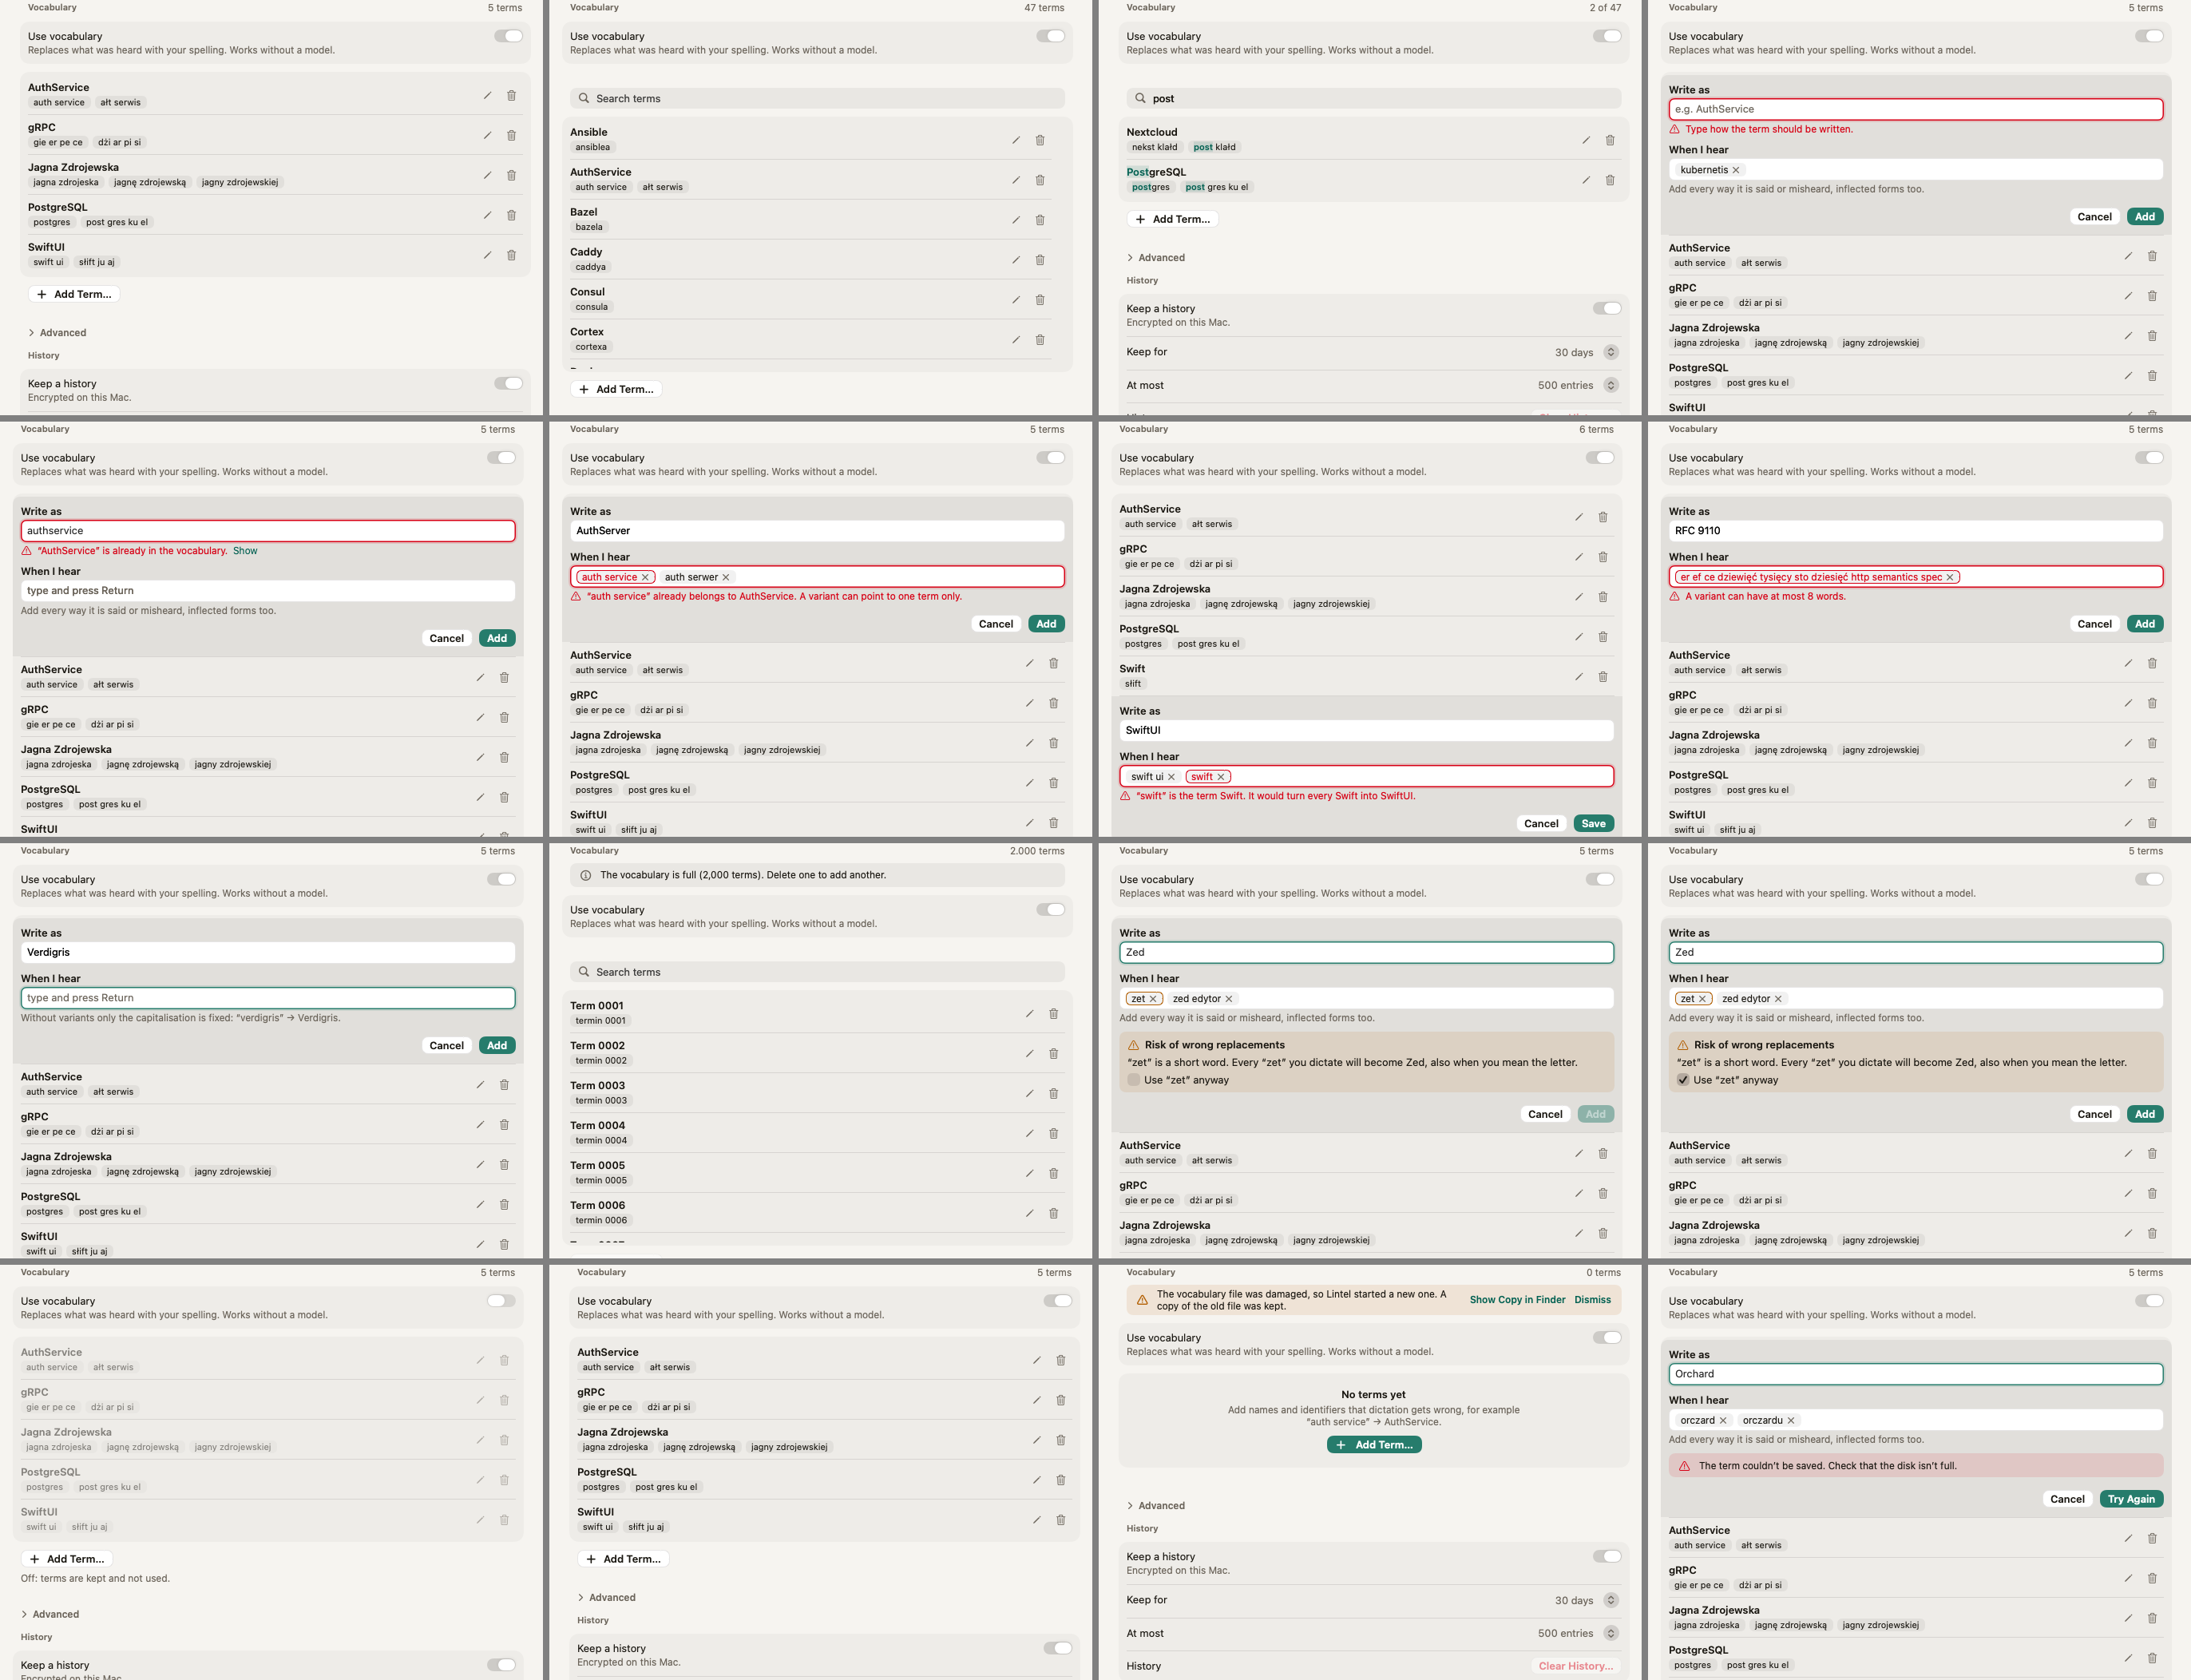 Vocabulary
5 terms
Use vocabulary
Replaces what was heard with your spelling. Works without a model.
AuthService
auth service ałt serwis
gRPC
gie er pe ce dżi ar pi si
Jagna Zdrojewska
jagna zdrojeska jagnę zdrojewską jagny zdrojewskiej
PostgreSQL
postgres post gres ku el
SwiftUI
swift ui słift ju aj
+ Add Term...
Advanced
History
Keep a history
Encrypted on this Mac.
Vocabulary
47 terms
Use vocabulary
Replaces what was heard with your spelling. Works without a model.
Search terms
Ansible
ansiblea
AuthService
auth service ałt serwis
Bazel
bazela
Caddy
caddya
Consul
consula
Cortex
cortexa
+ Add Term...
Vocabulary
2 of 47
Use vocabulary
Replaces what was heard with your spelling. Works without a model.
post
Nextcloud
nekst klałd post klałd
PostgreSQL
postgres post gres ku el
+ Add Term...
Advanced
History
Keep a history
Encrypted on this Mac.
Keep for
30 days
At most
500 entries
Vocabulary
5 terms
Use vocabulary
Replaces what was heard with your spelling. Works without a model.
Write as
e.g. AuthService
Type how the term should be written.
When I hear
kubernetis ×
Add every way it is said or misheard, inflected forms too.
Cancel Add
AuthService
auth service ałt serwis
gRPC
gie er pe ce dżi ar pi si
Jagna Zdrojewska
jagna zdrojeska jagnę zdrojewską jagny zdrojewskiej
PostgreSQL
postgres post gres ku el
SwiftUI
Vocabulary
5 terms
Use vocabulary
Replaces what was heard with your spelling. Works without a model.
Write as
authservice
“AuthService” is already in the vocabulary. Show
When I hear
type and press Return
Add every way it is said or misheard, inflected forms too.
Cancel Add
AuthService
auth service ałt serwis
gRPC
gie er pe ce dżi ar pi si
Jagna Zdrojewska
jagna zdrojeska jagnę zdrojewską jagny zdrojewskiej
PostgreSQL
postgres post gres ku el
SwiftUI
Vocabulary
5 terms
Use vocabulary
Replaces what was heard with your spelling. Works without a model.
Write as
AuthServer
When I hear
auth service × auth serwer ×
“auth service” already belongs to AuthService. A variant can point to one term only.
Cancel Add
AuthService
auth service ałt serwis
gRPC
gie er pe ce dżi ar pi si
Jagna Zdrojewska
jagna zdrojeska jagnę zdrojewską jagny zdrojewskiej
PostgreSQL
postgres post gres ku el
SwiftUI
swift ui słift ju aj
Vocabulary
6 terms
Use vocabulary
Replaces what was heard with your spelling. Works without a model.
AuthService
auth service ałt serwis
gRPC
gie er pe ce dżi ar pi si
Jagna Zdrojewska
jagna zdrojeska jagnę zdrojewską jagny zdrojewskiej
PostgreSQL
postgres post gres ku el
Swift
słift
Write as
SwiftUI
When I hear
swift ui × swift ×
“swift” is the term Swift. It would turn every Swift into SwiftUI.
Cancel Save
Vocabulary
5 terms
Use vocabulary
Replaces what was heard with your spelling. Works without a model.
Write as
RFC 9110
When I hear
er ef ce dziewięć tysięcy sto dziesięć http semantics spec ×
A variant can have at most 8 words.
Cancel Add
AuthService
auth service ałt serwis
gRPC
gie er pe ce dżi ar pi si
Jagna Zdrojewska
jagna zdrojeska jagnę zdrojewską jagny zdrojewskiej
PostgreSQL
postgres post gres ku el
SwiftUI
swift ui słift ju aj
Vocabulary
5 terms
Use vocabulary
Replaces what was heard with your spelling. Works without a model.
Write as
Verdigris
When I hear
type and press Return
Without variants only the capitalisation is fixed: “verdigris” → Verdigris.
Cancel Add
AuthService
auth service ałt serwis
gRPC
gie er pe ce dżi ar pi si
Jagna Zdrojewska
jagna zdrojeska jagnę zdrojewską jagny zdrojewskiej
PostgreSQL
postgres post gres ku el
SwiftUI
swift ui słift ju aj
Vocabulary
2.000 terms
The vocabulary is full (2,000 terms). Delete one to add another.
Use vocabulary
Replaces what was heard with your spelling. Works without a model.
Search terms
Term 0001
termin 0001
Term 0002
termin 0002
Term 0003
termin 0003
Term 0004
termin 0004
Term 0005
termin 0005
Term 0006
termin 0006
Vocabulary
5 terms
Use vocabulary
Replaces what was heard with your spelling. Works without a model.
Write as
Zed
When I hear
zet × zed edytor ×
Add every way it is said or misheard, inflected forms too.
Risk of wrong replacements
“zet” is a short word. Every “zet” you dictate will become Zed, also when you mean the letter.
Use “zet” anyway
Cancel Add
AuthService
auth service ałt serwis
gRPC
gie er pe ce dżi ar pi si
Jagna Zdrojewska
jagna zdrojeska jagnę zdrojewską jagny zdrojewskiej
Vocabulary
5 terms
Use vocabulary
Replaces what was heard with your spelling. Works without a model.
Write as
Zed
When I hear
zet × zed edytor ×
Add every way it is said or misheard, inflected forms too.
Risk of wrong replacements
“zet” is a short word. Every “zet” you dictate will become Zed, also when you mean the letter.
Use “zet” anyway
Cancel Add
AuthService
auth service ałt serwis
gRPC
gie er pe ce dżi ar pi si
Jagna Zdrojewska
jagna zdrojeska jagnę zdrojewską jagny zdrojewskiej
Vocabulary
5 terms
Use vocabulary
Replaces what was heard with your spelling. Works without a model.
AuthService
auth service ałt serwis
gRPC
gie er pe ce dżi ar pi si
Jagna Zdrojewska
jagna zdrojeska jagnę zdrojewską jagny zdrojewskiej
PostgreSQL
postgres post gres ku el
SwiftUI
swift ui słift ju aj
+ Add Term...
Off: terms are kept and not used.
Advanced
History
Keep a history
Encrypted on this Mac.
Vocabulary
5 terms
Use vocabulary
Replaces what was heard with your spelling. Works without a model.
AuthService
auth service ałt serwis
gRPC
gie er pe ce dżi ar pi si
Jagna Zdrojewska
jagna zdrojeska jagnę zdrojewską jagny zdrojewskiej
PostgreSQL
postgres post gres ku el
SwiftUI
swift ui słift ju aj
+ Add Term...
Advanced
History
Keep a history
Encrypted on this Mac.
Vocabulary
0 terms
The vocabulary file was damaged, so Lintel started a new one. A
copy of the old file was kept.
Show Copy in Finder Dismiss
Use vocabulary
Replaces what was heard with your spelling. Works without a model.
No terms yet
Add names and identifiers that dictation gets wrong, for example
“auth service” → AuthService.
+ Add Term...
Advanced
History
Keep a history
Encrypted on this Mac.
Keep for
30 days
At most
500 entries
History
Clear History...
Vocabulary
5 terms
Use vocabulary
Replaces what was heard with your spelling. Works without a model.
Write as
Orchard
When I hear
orczard × orczardu ×
Add every way it is said or misheard, inflected forms too.
The term couldn’t be saved. Check that the disk isn’t full.
Cancel Try Again
AuthService
auth service ałt serwis
gRPC
gie er pe ce dżi ar pi si
Jagna Zdrojewska
jagna zdrojeska jagnę zdrojewską jagny zdrojewskiej
PostgreSQL
postgres post gres ku el